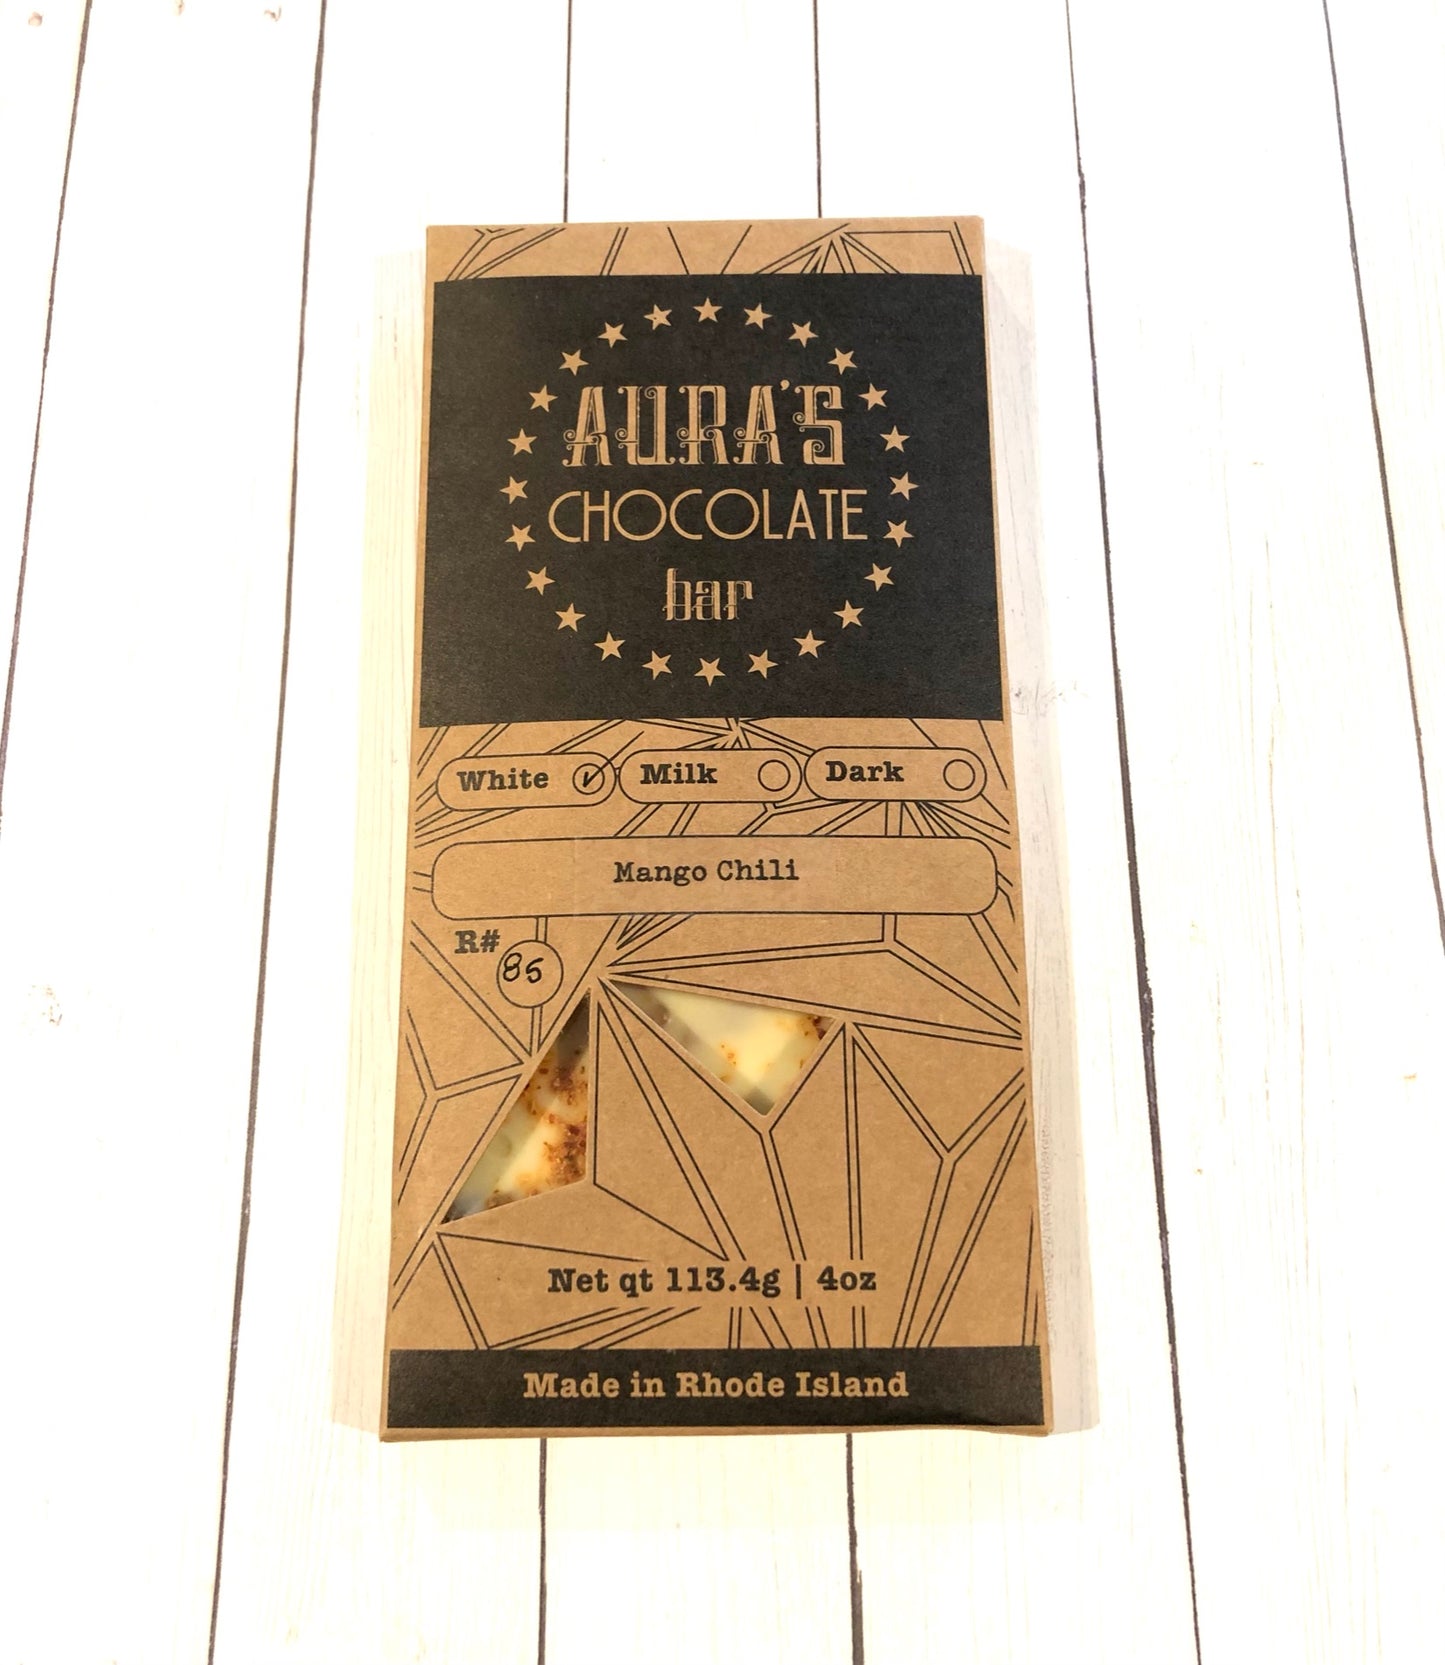 AURA'S
CHOCOLATE
bar
White Milk Dark
Mango Chili
R#
85
Net qt 113.4g | 4oz
Made in Rhode Island